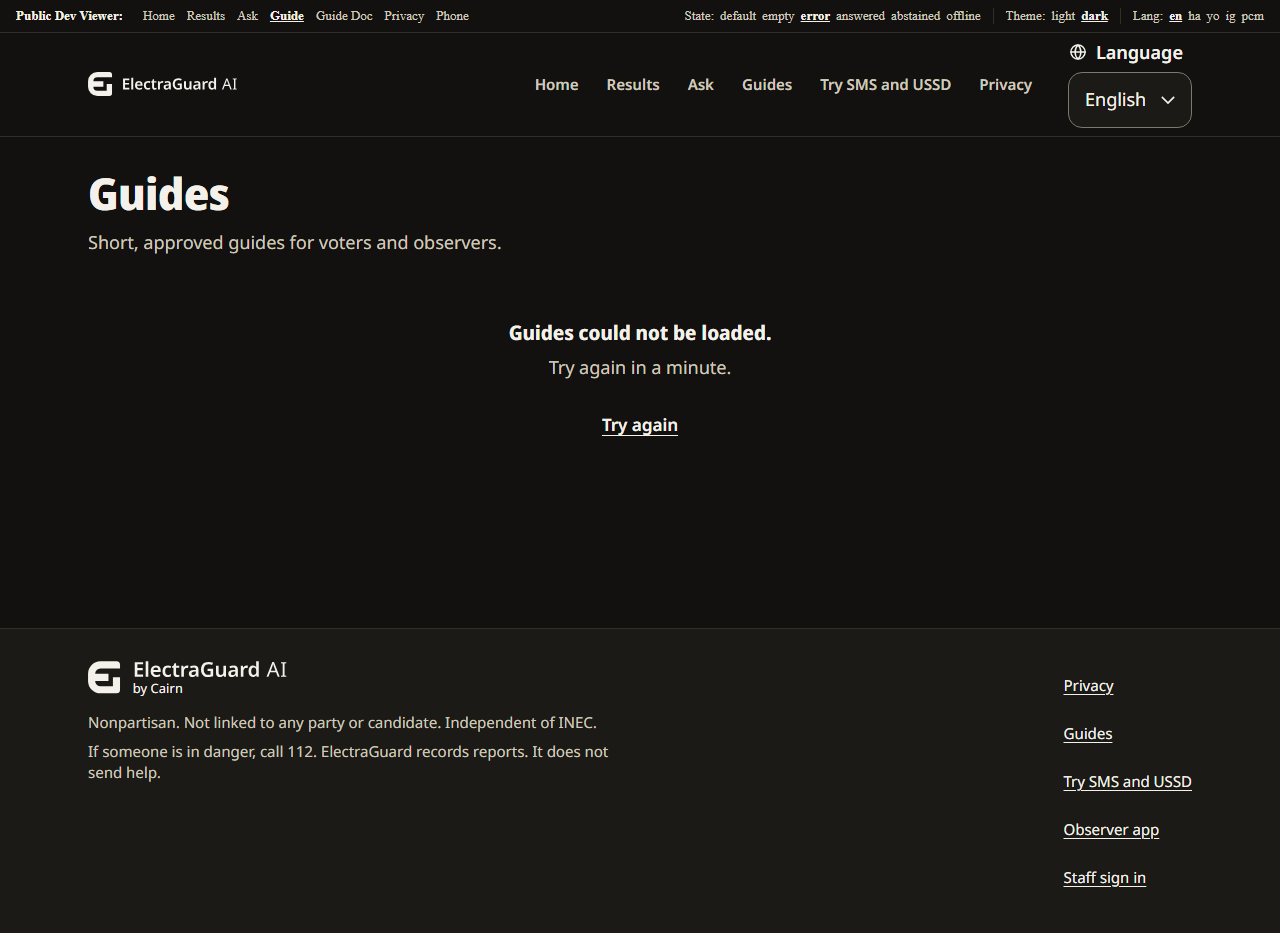 Public Dev Viewer: Home Results Ask Guide Guide Doc Privacy Phone State: default empty error answered abstained offline Theme: light dark Lang: en ha yo ig pcm
Language
ElectraGuard AI Home Results Ask Guides Try SMS and USSD Privacy
English
Guides
Short, approved guides for voters and observers.
Guides could not be loaded.
Try again in a minute.
Try again
ElectraGuard AI
by Cairn
Nonpartisan. Not linked to any party or candidate. Independent of INEC.
If someone is in danger, call 112. ElectraGuard records reports. It does not
send help.
Privacy
Guides
Try SMS and USSD
Observer app
Staff sign in